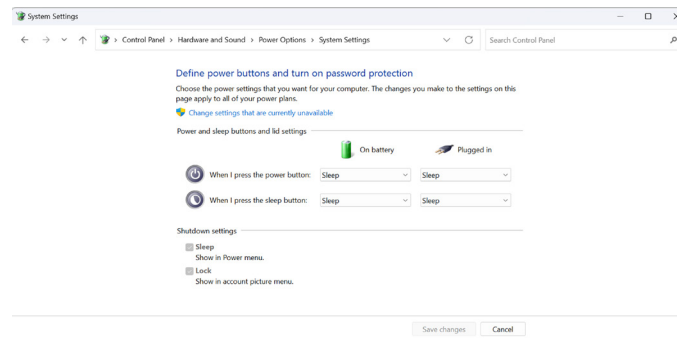 System Settings
Control Panel > Hardware and Sound > Power Options > System Settings
Search Control Panel
Define power buttons and turn on password protection
Choose the power settings that you want for your computer. The changes you make to the settings on this
page apply to all of your power plans.
Change settings that are currently unavailable
Power and sleep buttons and lid settings
On battery Plugged in
When I press the power button: Sleep Sleep
When I press the sleep button: Sleep Sleep
Shutdown settings
Sleep
Show in Power menu.
Lock
Show in account picture menu.
Save changes Cancel